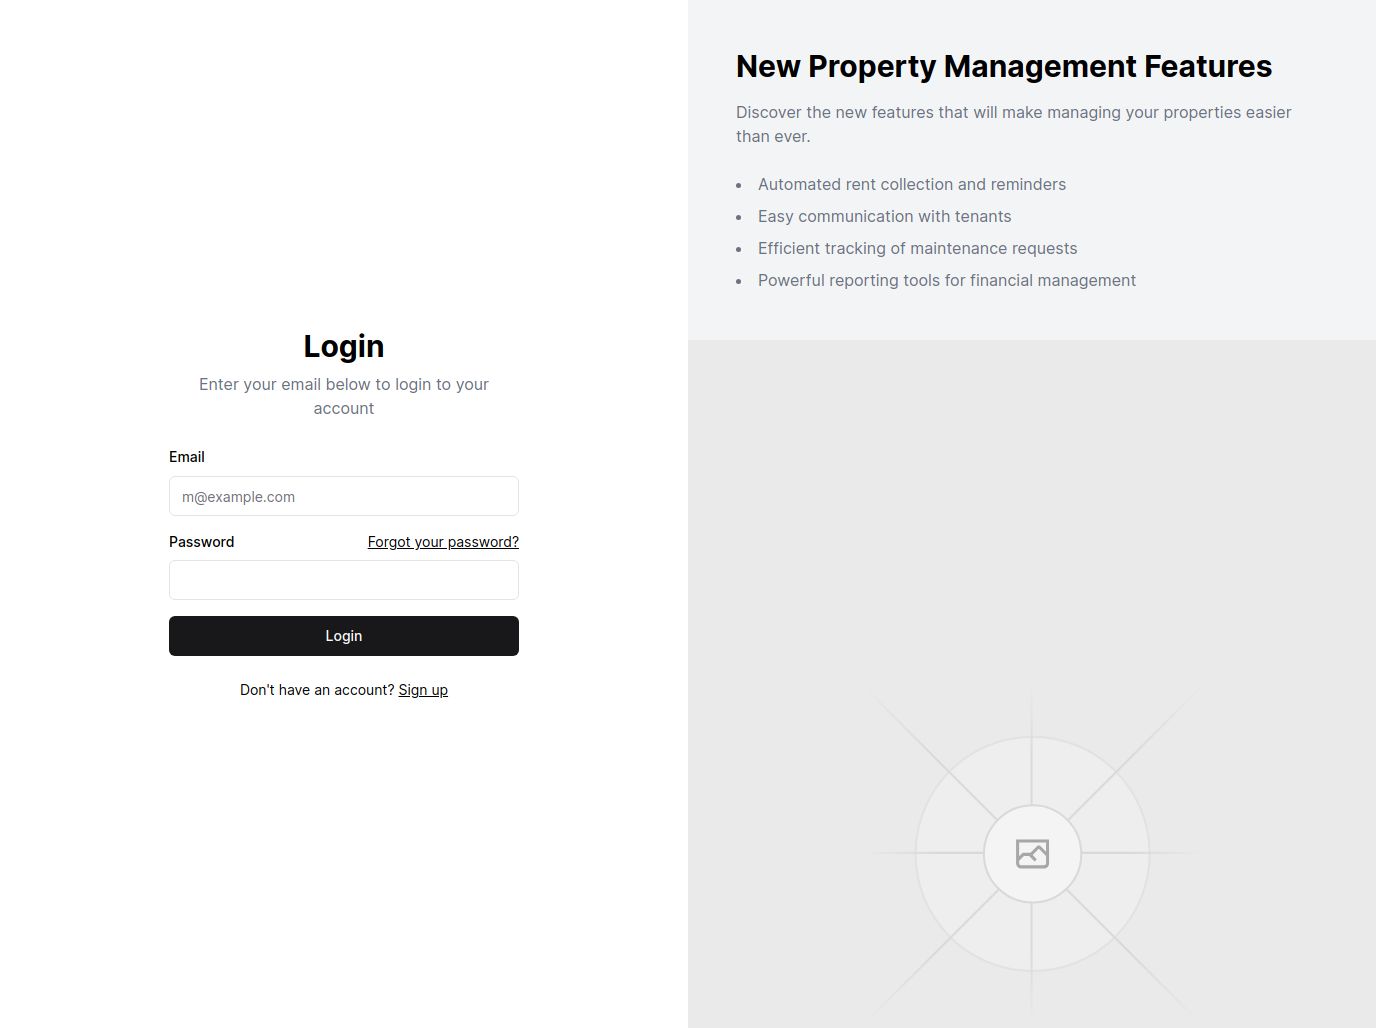 Login
Enter your email below to login to your
account
Email
m@example.com
Password
Forgot your password?
Login
Don't have an account? Sign up
New Property Management Features
Discover the new features that will make managing your properties easier
than ever.
• Automated rent collection and reminders
• Easy communication with tenants
• Efficient tracking of maintenance requests
• Powerful reporting tools for financial management